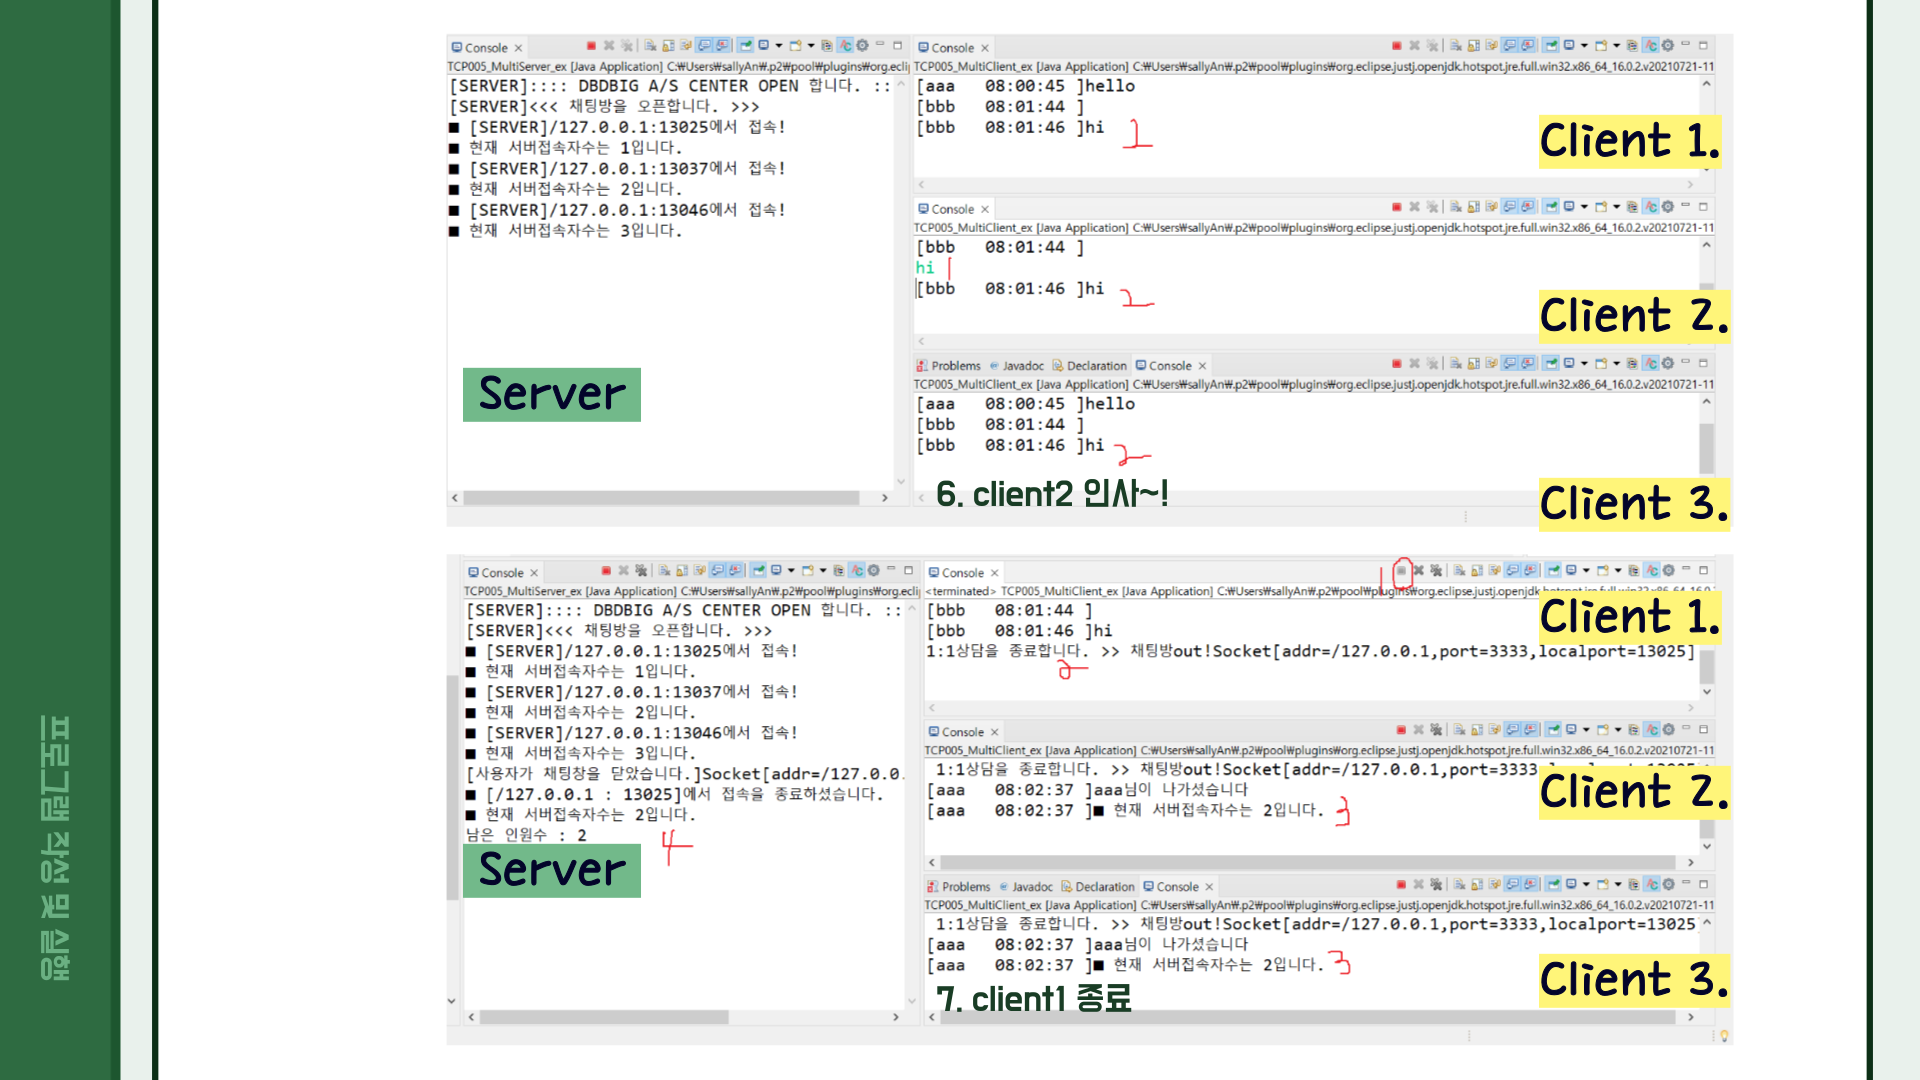 프로그램 작성 및 실행
Console
TCP005_MultiServer_ex [Java Application] C:₩Users₩sallyAn₩.p2₩pool₩plugins₩org.ecli
[SERVER]:::: DBDBIG A/S CENTER OPEN 합니다. ::
[SERVER]<<< 채팅방을 오픈합니다. >>>
■ [SERVER]/127.0.0.1:13025에서 접속!
■ 현재 서버접속자수는 1입니다.
■ [SERVER]/127.0.0.1:13037에서 접속!
■ 현재 서버접속자수는 2입니다.
■ [SERVER]/127.0.0.1:13046에서 접속!
■ 현재 서버접속자수는 3입니다.
Server
Console
TCP005_MultiClient_ex [Java Application] C:₩Users₩sallyAn₩.p2₩pool₩plugins₩org.eclipse.justj.openjdk.hotspot.jre.full.win32.x86_64_16.0.2.v20210721-11
[aaa 08:00:45 ]hello
[bbb 08:01:44 ]
[bbb 08:01:46 ]hi 2
Client 1.
Console
TCP005_MultiClient_ex [Java Application] C:₩Users₩sallyAn₩.p2₩pool₩plugins₩org.eclipse.justj.openjdk.hotspot.jre.full.win32.x86_64_16.0.2.v20210721-11
[bbb 08:01:44 ]
hi 1
[bbb 08:01:46 ]hi 2
Client 2.
Problems Javadoc Declaration Console
TCP005_MultiClient_ex [Java Application] C:₩Users₩sallyAn₩.p2₩pool₩plugins₩org.eclipse.justj.openjdk.hotspot.jre.full.win32.x86_64_16.0.2.v20210721-11
[aaa 08:00:45 ]hello
[bbb 08:01:44 ]
[bbb 08:01:46 ]hi 2
6. client2 인사~!
Client 3.
Console
TCP005_MultiServer_ex [Java Application] C:₩Users₩sallyAn₩.p2₩pool₩plugins₩org.ecli
[SERVER]:::: DBDBIG A/S CENTER OPEN 합니다. ::
[SERVER]<<< 채팅방을 오픈합니다. >>>
■ [SERVER]/127.0.0.1:13025에서 접속!
■ 현재 서버접속자수는 1입니다.
■ [SERVER]/127.0.0.1:13037에서 접속!
■ 현재 서버접속자수는 2입니다.
■ [SERVER]/127.0.0.1:13046에서 접속!
■ 현재 서버접속자수는 3입니다.
[사용자가 채팅창을 닫았습니다.]Socket[addr=/127.0.0.
■ [/127.0.0.1 : 13025]에서 접속을 종료하셨습니다.
■ 현재 서버접속자수는 2입니다.
남은 인원수 : 2
4
Server
Console 1
<terminated> TCP005_MultiClient_ex [Java Application] C:₩Users₩sallyAn₩.p2₩pool₩plugins₩org.eclipse.justj.openjdk
[bbb 08:01:44 ]
[bbb 08:01:46 ]hi
1:1상담을 종료합니다. >> 채팅방out!Socket[addr=/127.0.0.1,port=3333,localport=13025]
2
Client 1.
Console
TCP005_MultiClient_ex [Java Application] C:₩Users₩sallyAn₩.p2₩pool₩plugins₩org.eclipse.justj.openjdk.hotspot.jre.full.win32.x86_64_16.0.2.v20210721-11
1:1상담을 종료합니다. >> 채팅방out!Socket[addr=/127.0.0.1,port=3333
[aaa 08:02:37 ]aaa님이 나가셨습니다
[aaa 08:02:37 ]■ 현재 서버접속자수는 2입니다. 3
Client 2.
Problems Javadoc Declaration Console
TCP005_MultiClient_ex [Java Application] C:₩Users₩sallyAn₩.p2₩pool₩plugins₩org.eclipse.justj.openjdk.hotspot.jre.full.win32.x86_64_16.0.2.v20210721-11
1:1상담을 종료합니다. >> 채팅방out!Socket[addr=/127.0.0.1,port=3333,localport=13025
[aaa 08:02:37 ]aaa님이 나가셨습니다
[aaa 08:02:37 ]■ 현재 서버접속자수는 2입니다. 3
7. client1 종료
Client 3.